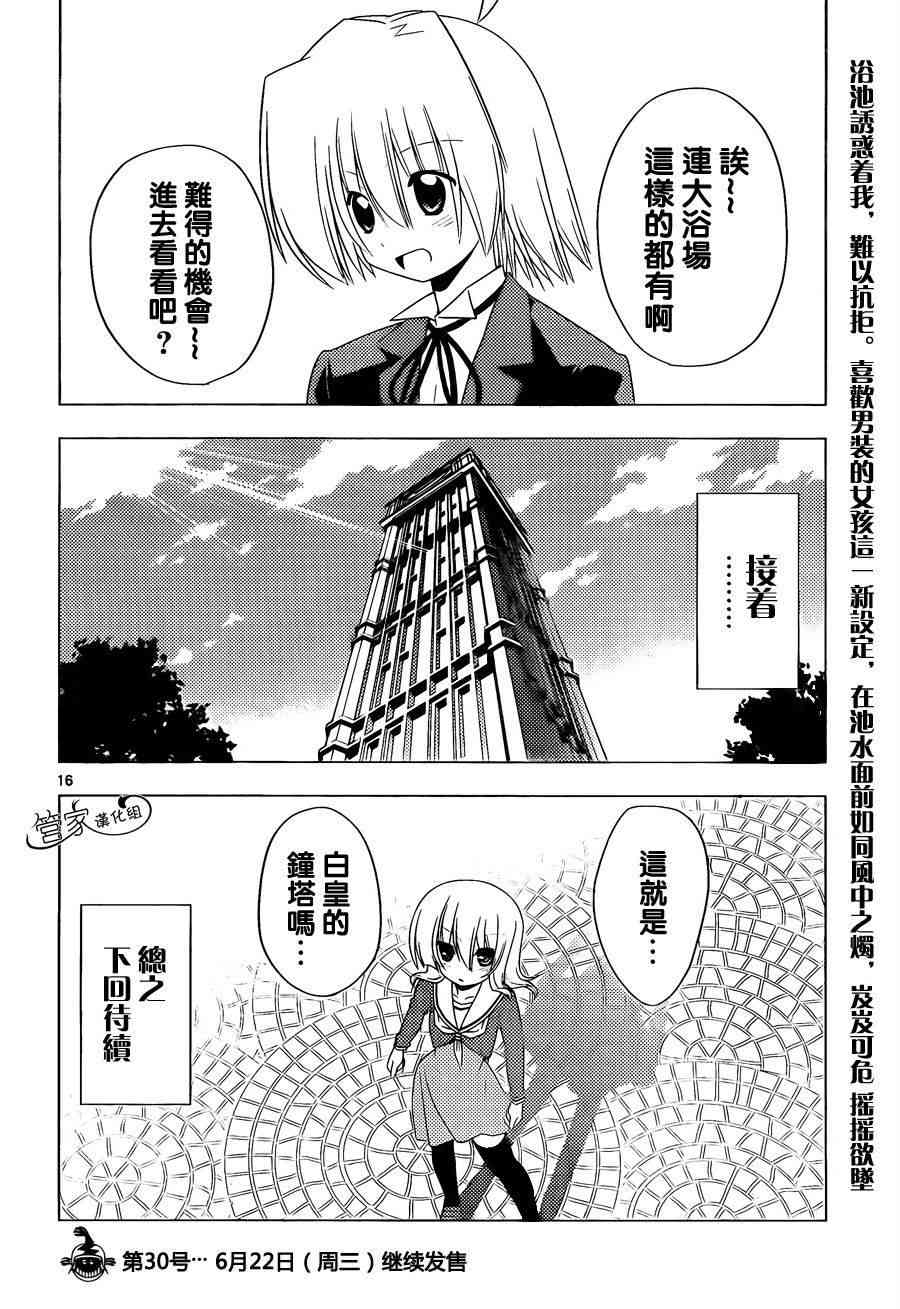 誒~~
連大浴場
這樣的都有啊
難得的機會~
進去看看吧？
接着
………
16
管家
漢化組
這就是…
白皇的
鐘塔嗎…
總之
下回待續
浴池誘惑着我，難以抗拒。喜歡男裝的女孩這一新設定，在池水面前如同風中之燭，岌岌可危 搖搖欲墜
第30号… 6月22日（周三）继续发售